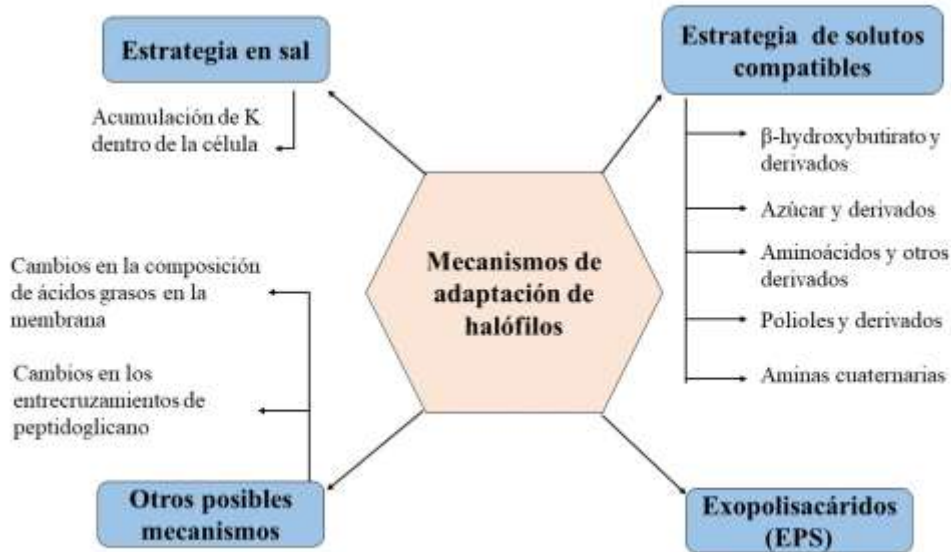 Estrategia en sal
Acumulación de K
dentro de la célula
Estrategia de solutos
compatibles
β-hydroxybutirato y
derivados
Azúcar y derivados
Aminoácidos y otros
derivados
Polioles y derivados
Aminas cuaternarias
Mecanismos de
adaptación de
halófilos
Cambios en la composición
de ácidos grasos en la
membrana
Cambios en los
entrecruzamientos de
peptidoglicano
Otros posibles
mecanismos
Exopolisacáridos
(EPS)